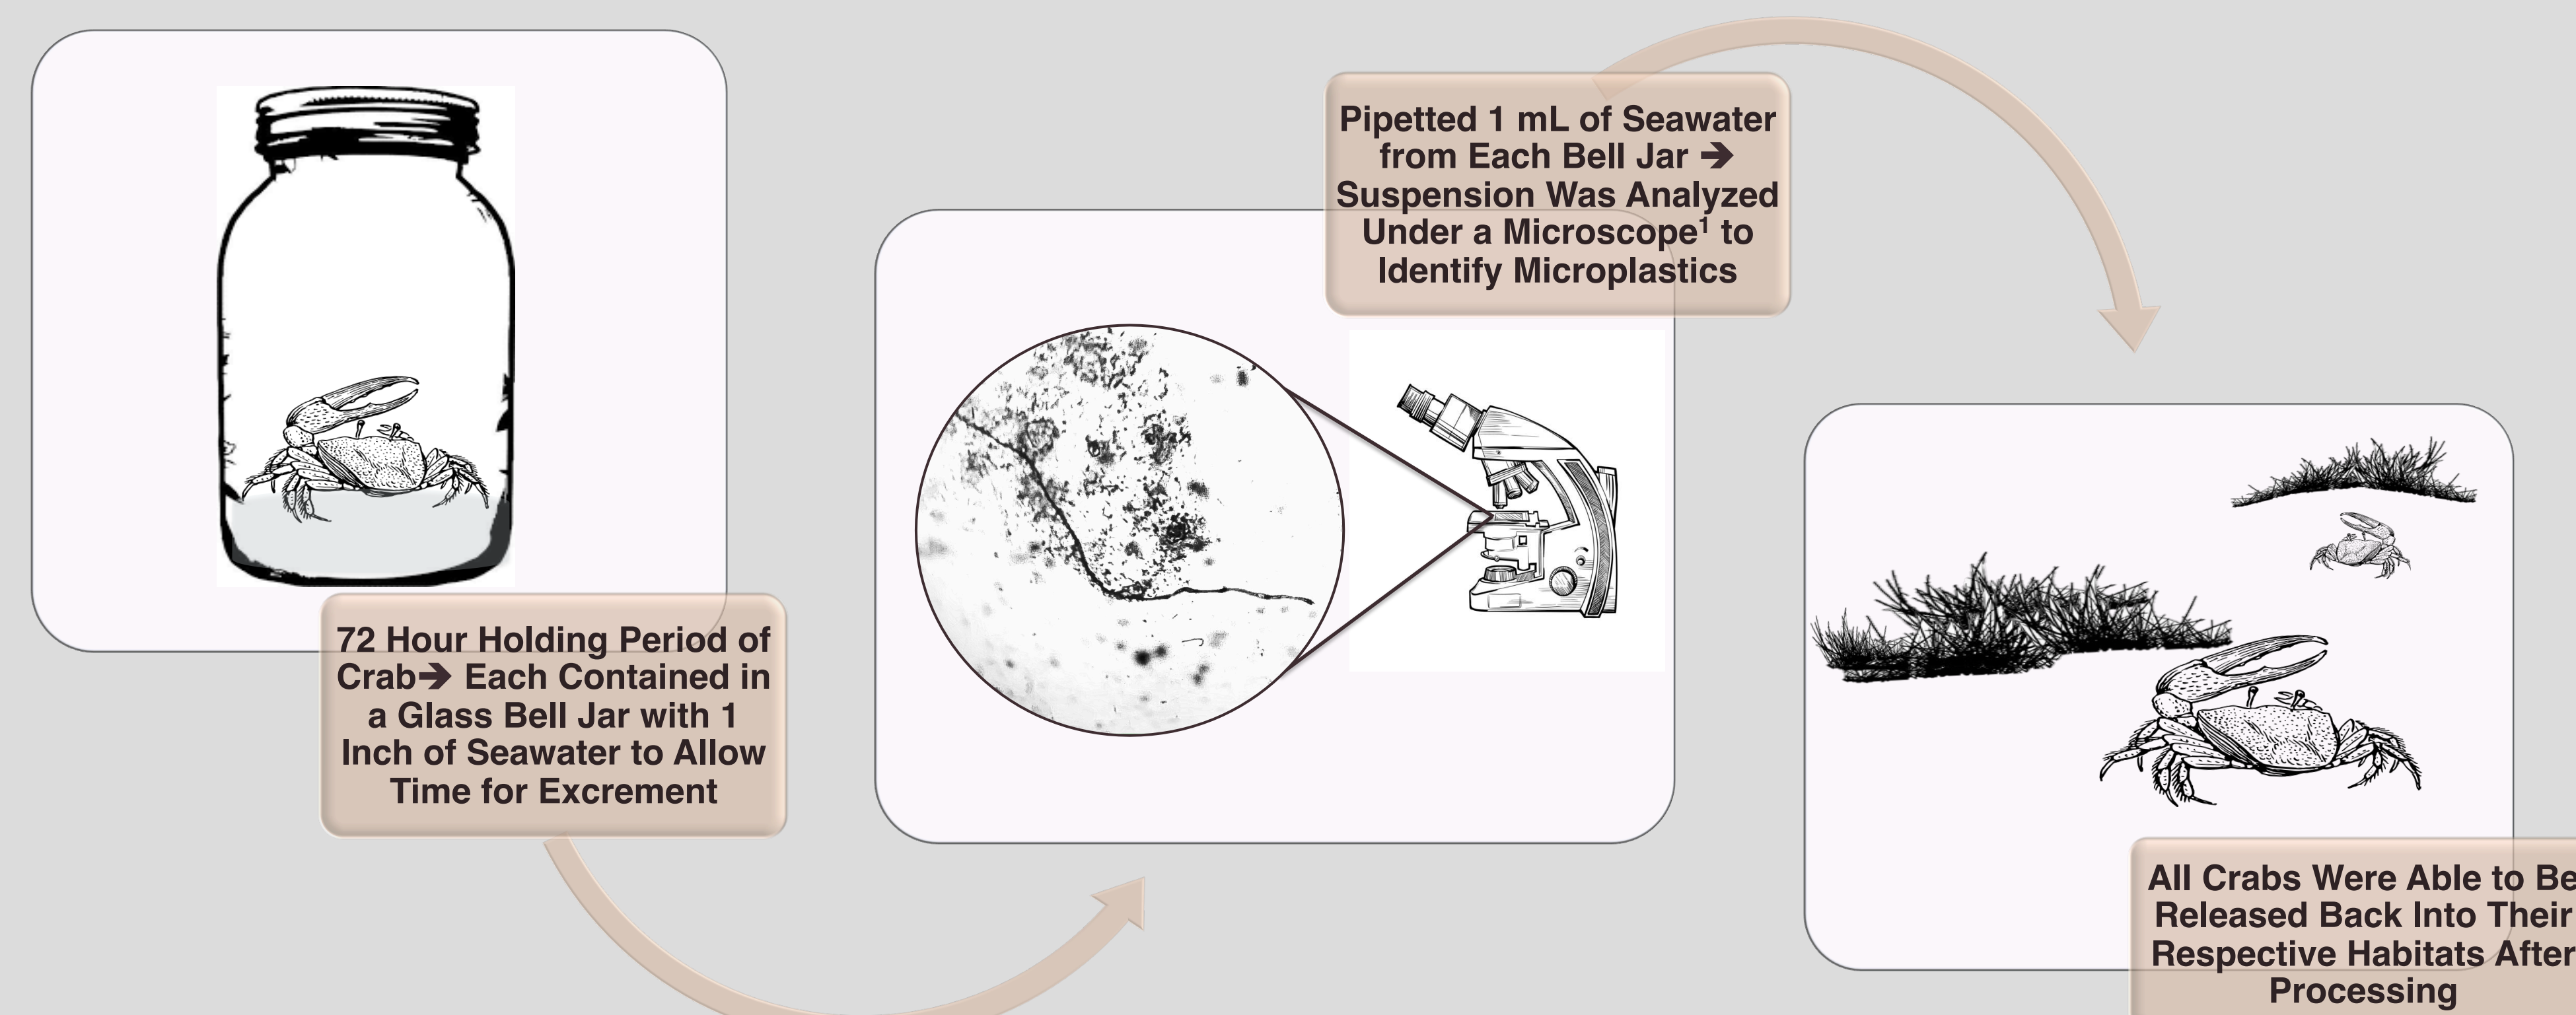 72 Hour Holding Period of
Crab➔ Each Contained in
a Glass Bell Jar with 1
Inch of Seawater to Allow
Time for Excrement
Pipetted 1 mL of Seawater
from Each Bell Jar ➔
Suspension Was Analyzed
Under a Microscope¹ to
Identify Microplastics
All Crabs Were Able to Be
Released Back Into Their
Respective Habitats After
Processing